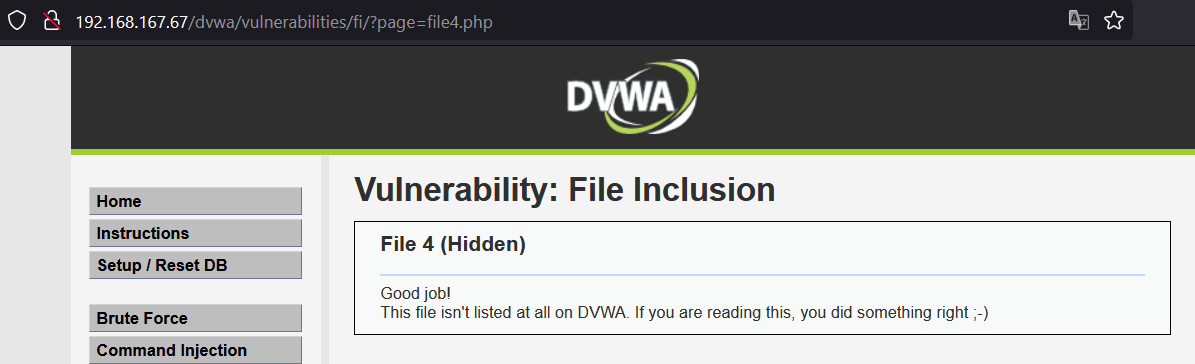 192.168.167.67/dvwa/vulnerabilities/fi/?page=file4.php
DVWA
Home
Instructions
Setup / Reset DB
Brute Force
Command Injection
Vulnerability: File Inclusion
File 4 (Hidden)
Good job!
This file isn't listed at all on DVWA. If you are reading this, you did something right ;-)